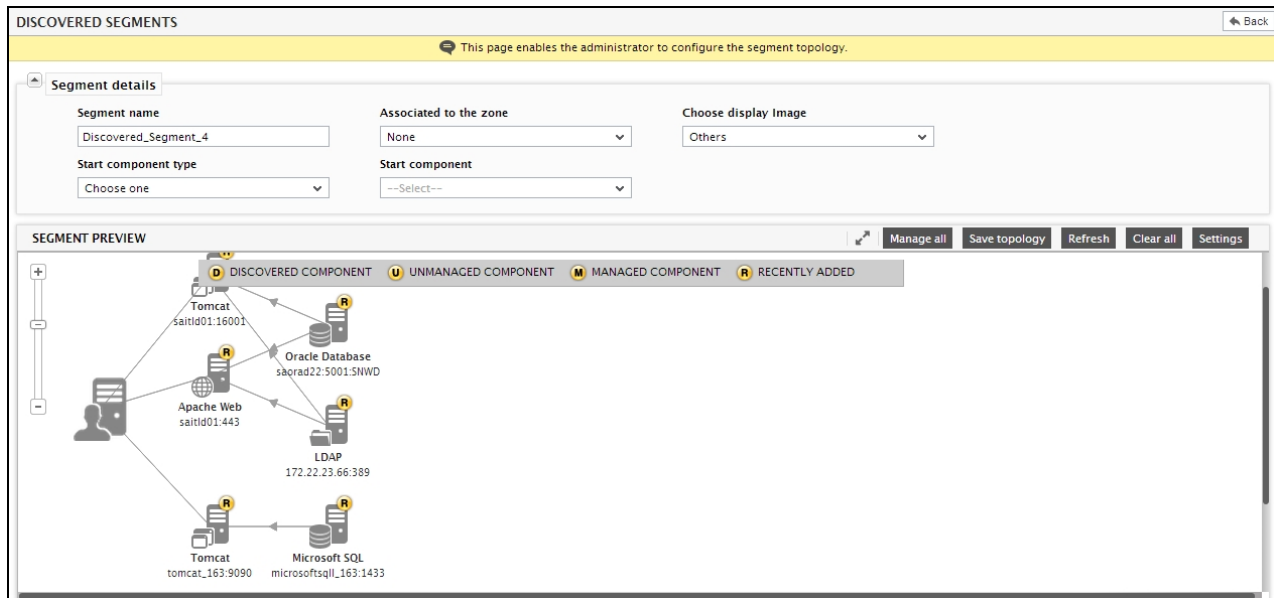 DISCOVERED SEGMENTS
Back
This page enables the administrator to configure the segment topology.
Segment details
Segment name
Associated to the zone
Choose display Image
Discovered_Segment_4
None
Others
Start component type
Start component
Choose one
--Select--
SEGMENT PREVIEW
Manage all
Save topology
Refresh
Clear all
Settings
D DISCOVERED COMPONENT
U UNMANAGED COMPONENT
M MANAGED COMPONENT
R RECENTLY ADDED
R
Tomcat
saitld01:16001
R
Oracle Database
saorad22:5001:SNWD
R
Apache Web
saitld01:443
R
LDAP
172.22.23.66:389
R
Tomcat
tomcat_163:9090
R
Microsoft SQL
microsoftsqll_163:1433